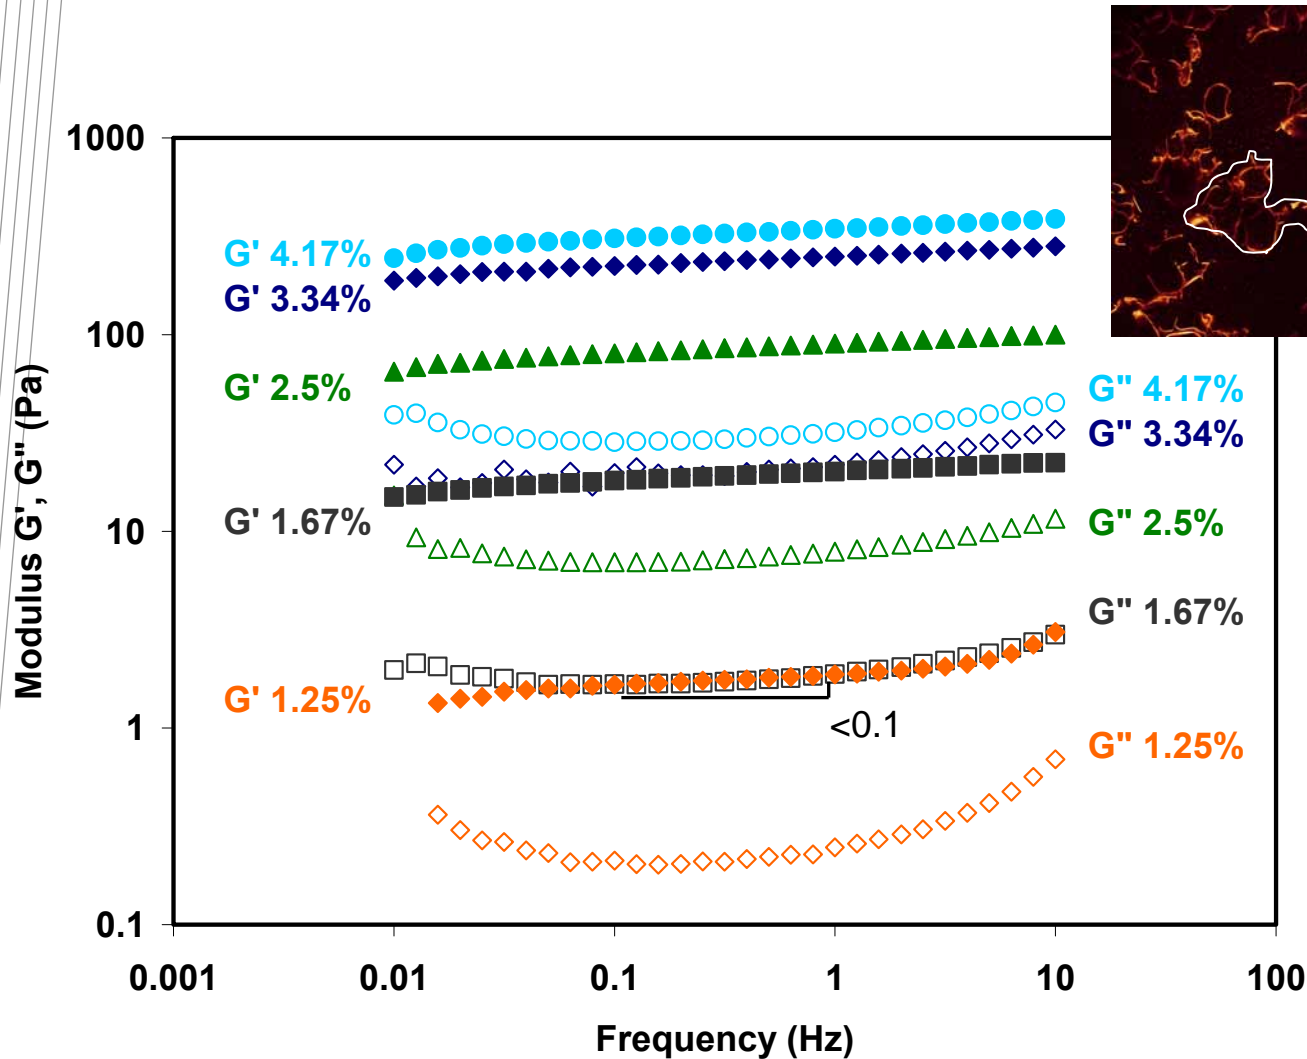 1000
100
10
1
0.1
0.001
0.01
0.1
1
10
100
Modulus G', G" (Pa)
Frequency (Hz)
G' 4.17%
G' 3.34%
G' 2.5%
G' 1.67%
G' 1.25%
G" 4.17%
G" 3.34%
G" 2.5%
G" 1.67%
G" 1.25%
<0.1